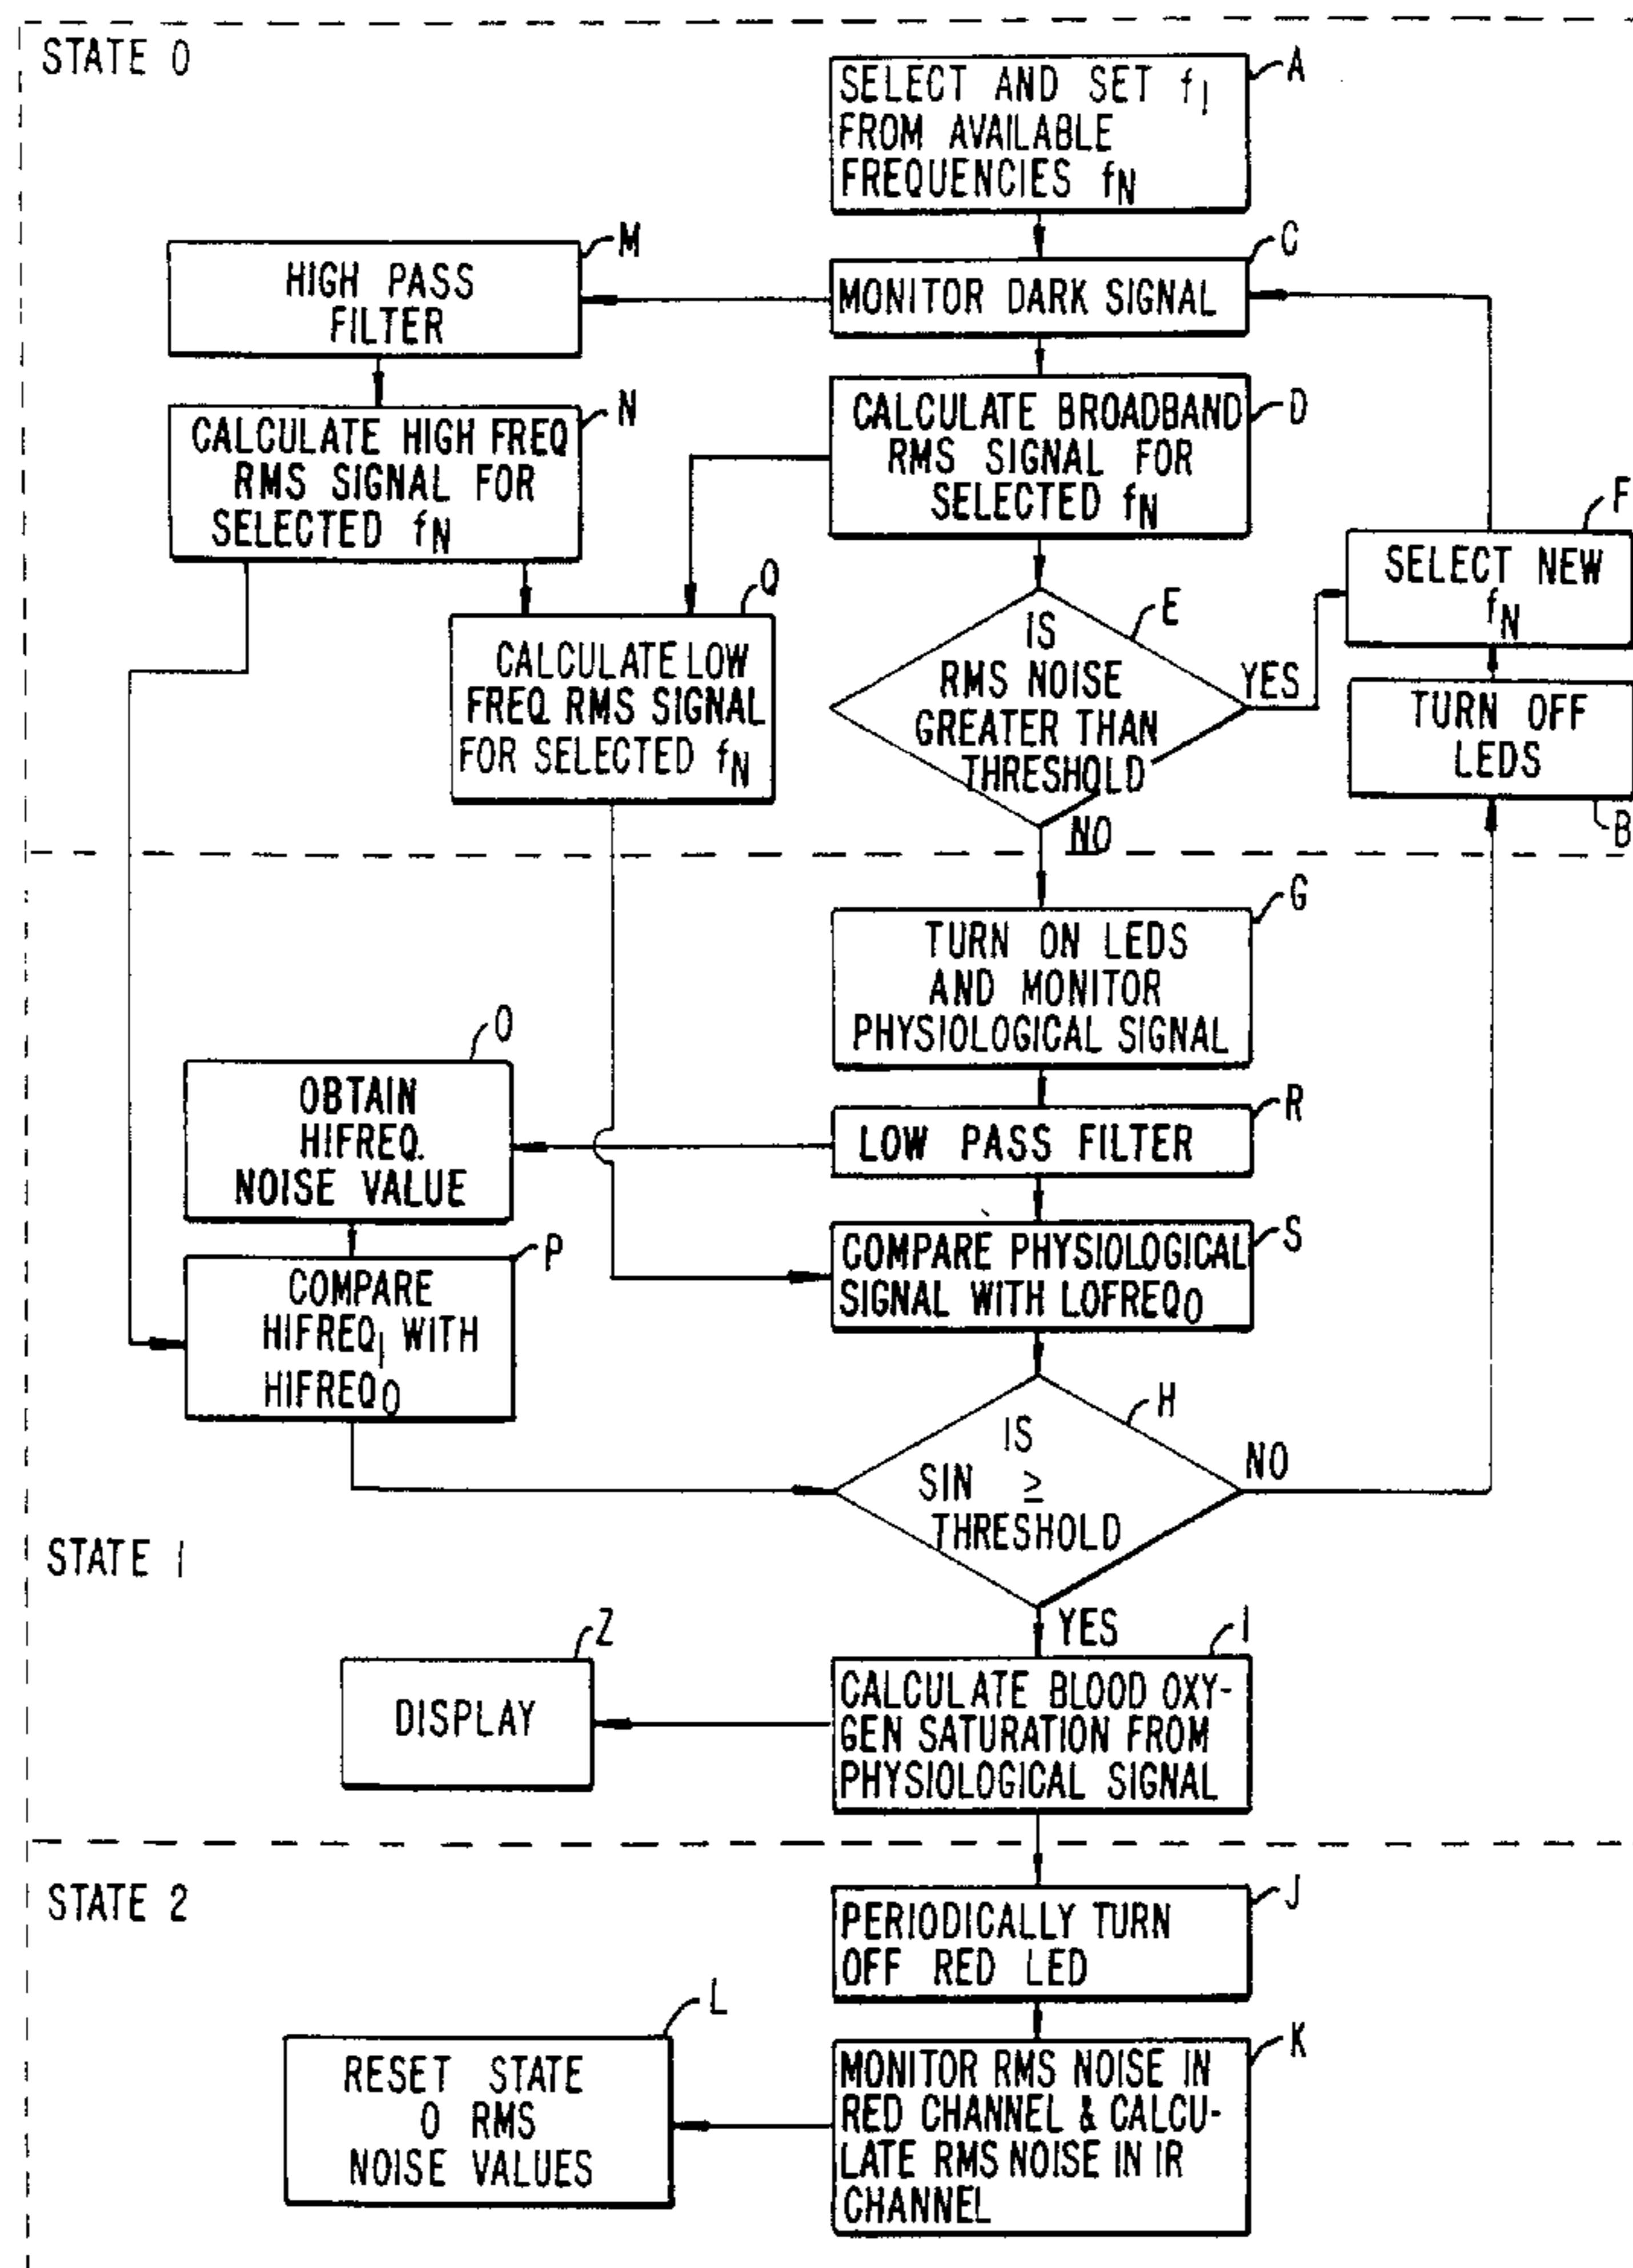 STATE 0
A
SELECT AND SET f1
FROM AVAILABLE
FREQUENCIES fN
M
HIGH PASS
FILTER
C
MONITOR DARK SIGNAL
N
CALCULATE HIGH FREQ
RMS SIGNAL FOR
SELECTED fN
D
CALCULATE BROADBAND
RMS SIGNAL FOR
SELECTED fN
F
SELECT NEW
fN
Q
CALCULATE LOW
FREQ. RMS SIGNAL
FOR SELECTED fN
E
IS
RMS NOISE
GREATER THAN
THRESHOLD
YES
TURN OFF
LEDS
B
NO
G
TURN ON LEDS
AND MONITOR
PHYSIOLOGICAL SIGNAL
O
OBTAIN
HIFREQ.
NOISE VALUE
R
LOW PASS FILTER
P
COMPARE
HIFREQ1 WITH
HIFREQ0
S
COMPARE PHYSIOLOGICAL
SIGNAL WITH LOFREQ0
H
IS
SIN ≥
THRESHOLD
NO
STATE 1
YES
Z
DISPLAY
I
CALCULATE BLOOD OXY-
GEN SATURATION FROM
PHYSIOLOGICAL SIGNAL
STATE 2
J
PERIODICALLY TURN
OFF RED LED
L
RESET STATE
0 RMS
NOISE VALUES
K
MONITOR RMS NOISE IN
RED CHANNEL & CALCU-
LATE RMS NOISE IN IR
CHANNEL